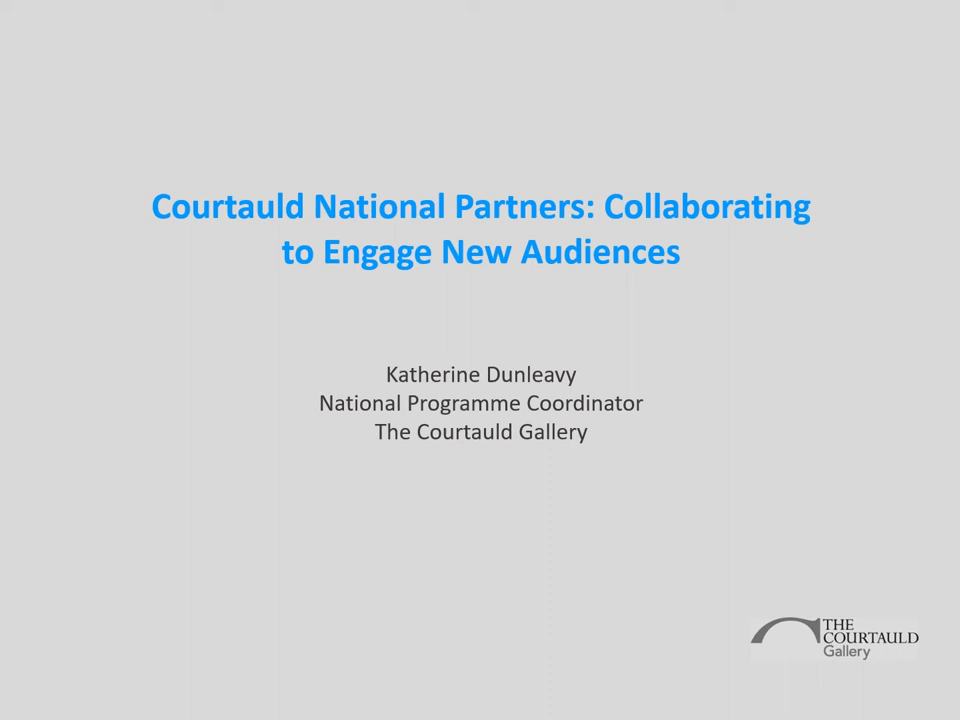 Courtauld National Partners: Collaborating
to Engage New Audiences
Katherine Dunleavy
National Programme Coordinator
The Courtauld Gallery
THE
COURTAULD
Gallery